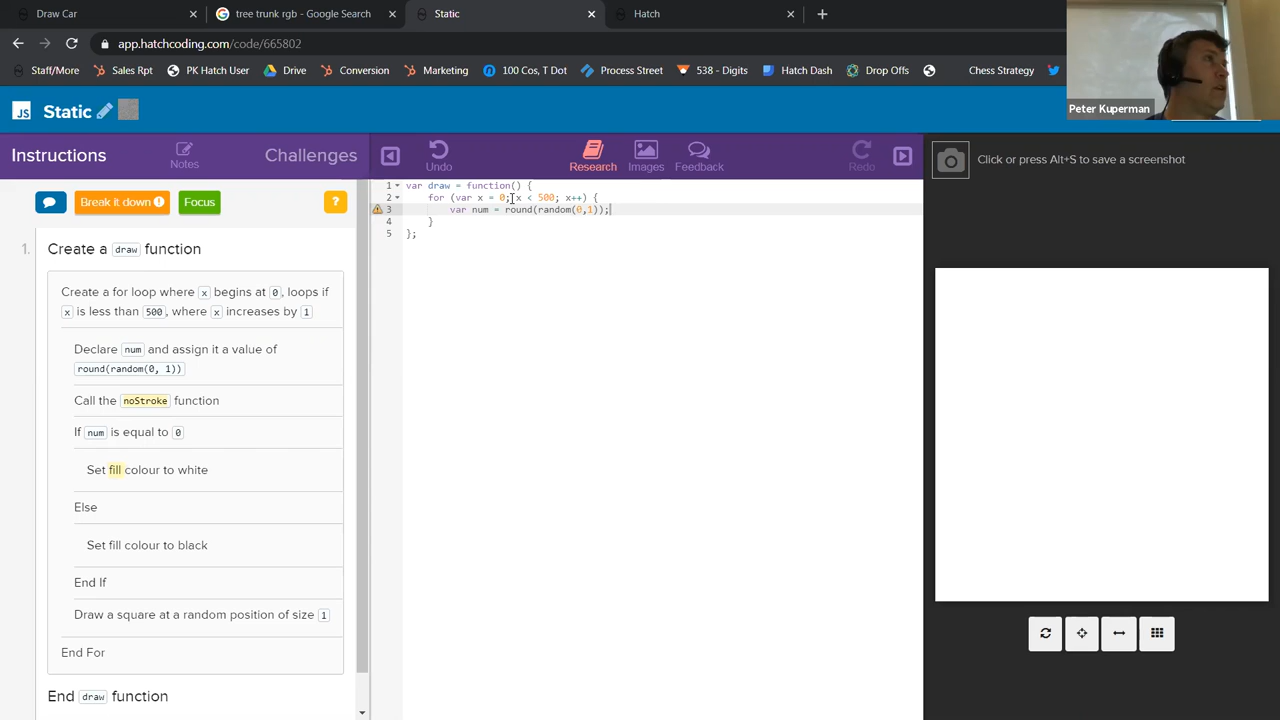 Draw Car
tree trunk rgb - Google Search
Static
Hatch
app.hatchcoding.com/code/665802
Staff/More
Sales Rpt
PK Hatch User
Drive
Conversion
Marketing
100 Cos, T Dot
Process Street
538 - Digits
Hatch Dash
Drop Offs
Chess Strategy
Peter Kuperman
JS
Static
Instructions
Notes
Challenges
Undo
Research
Images
Feedback
Redo
Click or press Alt+S to save a screenshot
Break it down
Focus
?
1. Create a draw function
Create a for loop where x begins at 0, loops if
x is less than 500, where x increases by 1
Declare num and assign it a value of
round(random(0, 1))
Call the noStroke function
If num is equal to 0
Set fill colour to white
Else
Set fill colour to black
End If
Draw a square at a random position of size 1
End For
End draw function
1 var draw = function() {
2 for (var x = 0; x < 500; x++) {
3 var num = round(random(0,1));
4 }
5 };